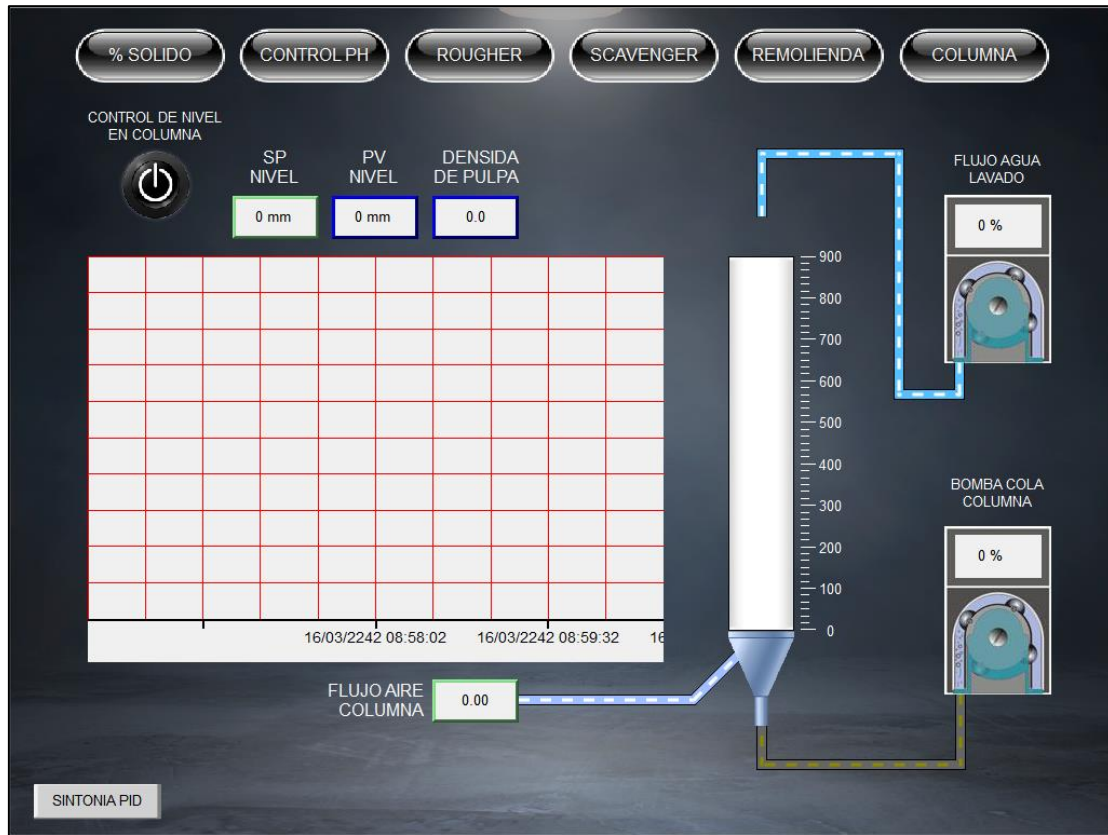 % SOLIDO
CONTROL PH
ROUGHER
SCAVENGER
REMOLIENDA
COLUMNA
CONTROL DE NIVEL
EN COLUMNA
SP
NIVEL
0 mm
PV
NIVEL
0 mm
DENSIDA
DE PULPA
0.0
FLUJO AGUA
LAVADO
0 %
900
800
700
600
500
400
300
200
100
0
BOMBA COLA
COLUMNA
0 %
16/03/2242 08:58:02
16/03/2242 08:59:32
16
FLUJO AIRE
COLUMNA
0.00
SINTONIA PID